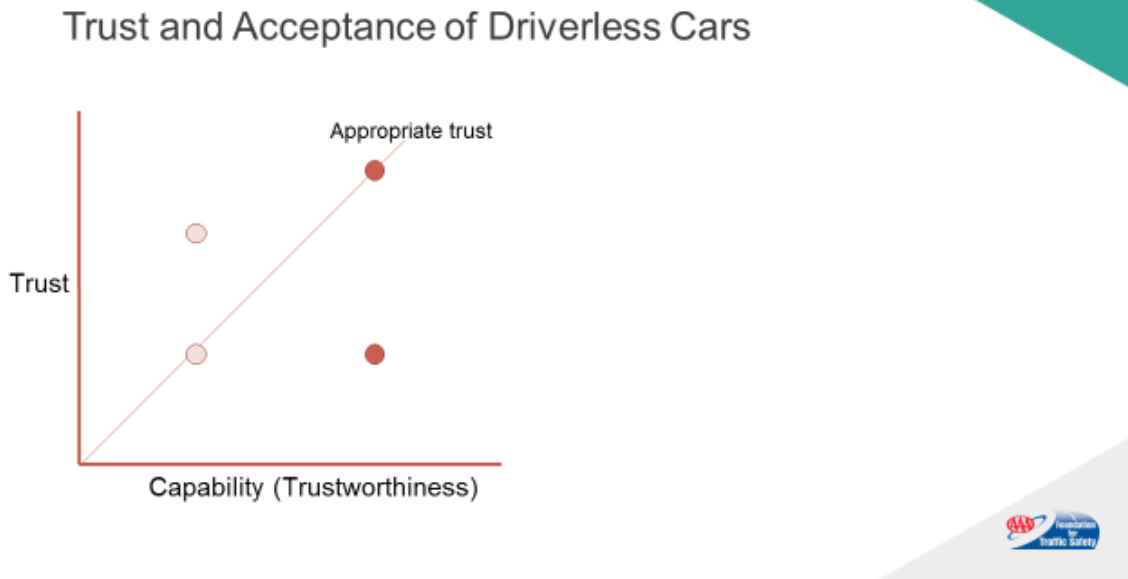 Trust and Acceptance of Driverless Cars
Appropriate trust
Trust
Capability (Trustworthiness)
AAA
Foundation
for
Traffic Safety